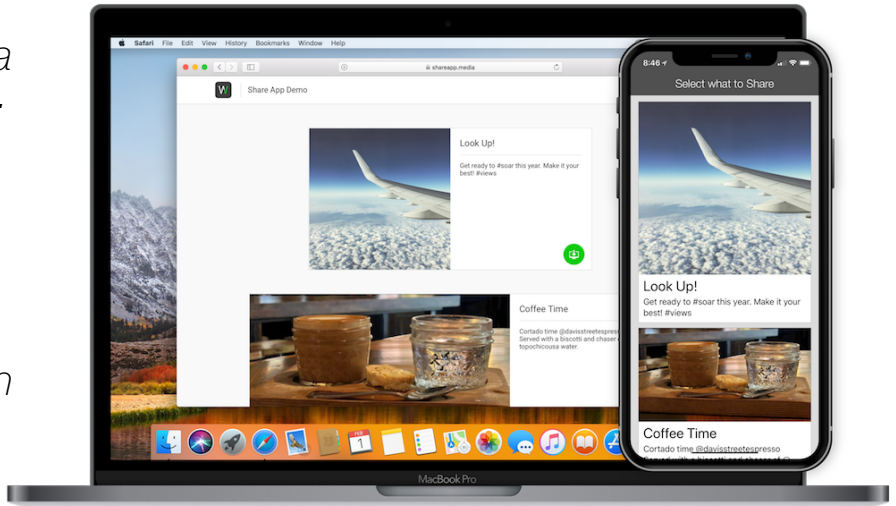 a
Safari File Edit View History Bookmarks Window Help
shareapp.media
W Share App Demo
Look Up!
Get ready to #soar this year. Make it your
best! #views
Coffee Time
Cortado time @davisstreetespres
Served with a biscotti and chaser
topochicousa water.
n
FEB
1
MacBook Pro
8:46
Select what to Share
Look Up!
Get ready to #soar this year. Make it your
best! #views
Coffee Time
Cortado time @davisstreetespresso